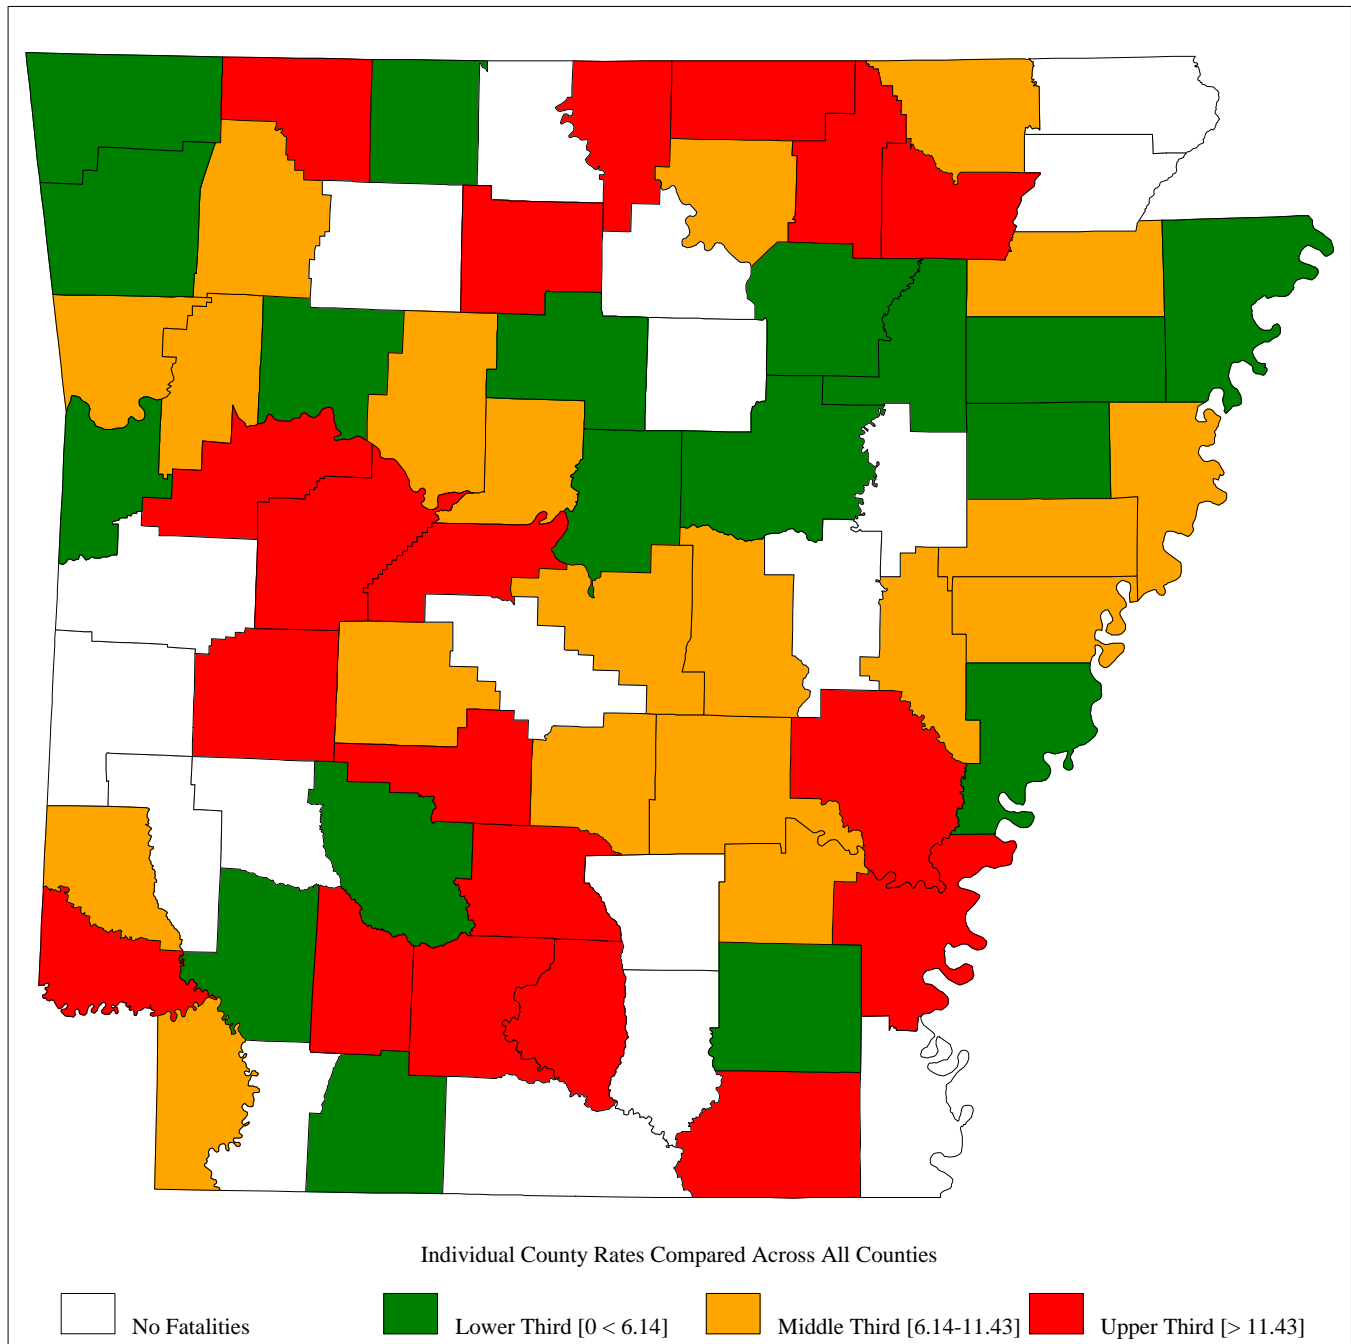 Individual County Rates Compared Across All Counties
No Fatalities
Lower Third [0 < 6.14]
Middle Third [6.14-11.43]
Upper Third [> 11.43]